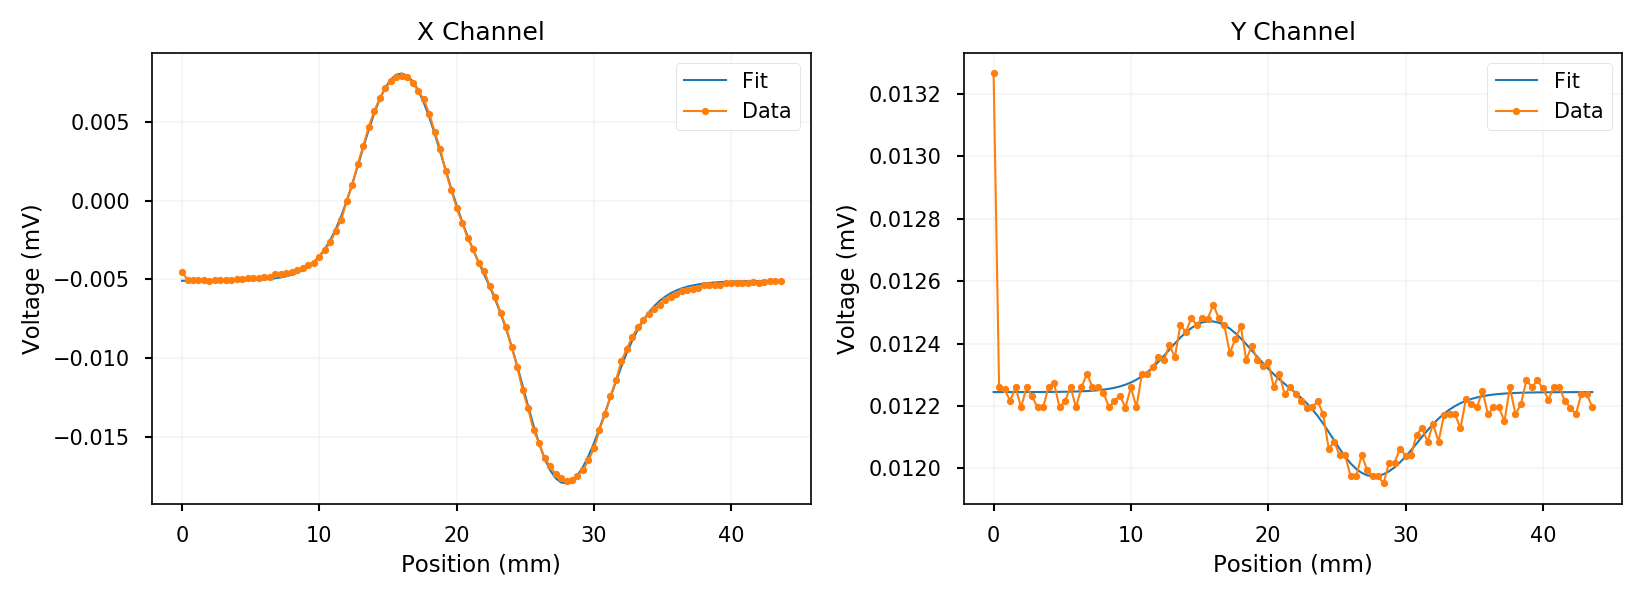 X Channel
Voltage (mV)
0.005
0.000
−0.005
−0.010
−0.015
0 10 20 30 40
Position (mm)
Fit
Data
Y Channel
Voltage (mV)
0.0132
0.0130
0.0128
0.0126
0.0124
0.0122
0.0120
0 10 20 30 40
Position (mm)
Fit
Data